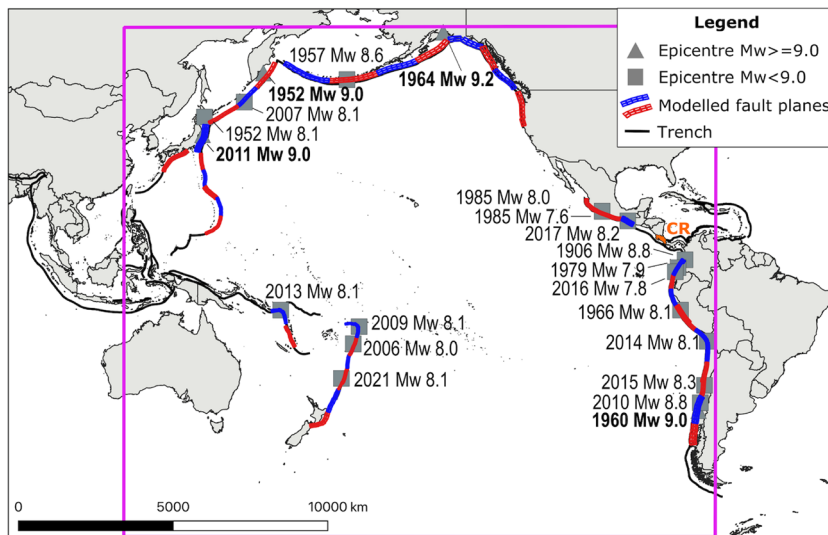 Legend
Epicentre Mw>=9.0
Epicentre Mw<9.0
Modelled fault planes
Trench
1957 Mw 8.6
1964 Mw 9.2
1952 Mw 9.0
2007 Mw 8.1
1952 Mw 8.1
2011 Mw 9.0
1985 Mw 8.0
1985 Mw 7.6
2017 Mw 8.2
CR
1906 Mw 8.8
1979 Mw 7.9
2016 Mw 7.8
2013 Mw 8.1
1966 Mw 8.1
2009 Mw 8.1
2006 Mw 8.0
2014 Mw 8.1
2021 Mw 8.1
2015 Mw 8.3
2010 Mw 8.8
1960 Mw 9.0
0 5000 10000 km